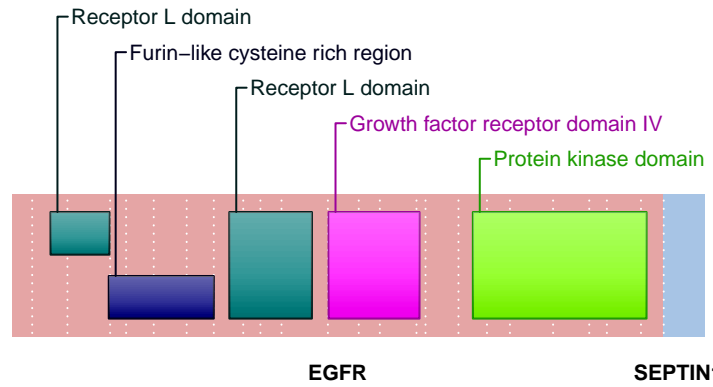 Receptor L domain
Furin−like cysteine rich region
Receptor L domain
Growth factor receptor domain IV
Protein kinase domain
EGFR